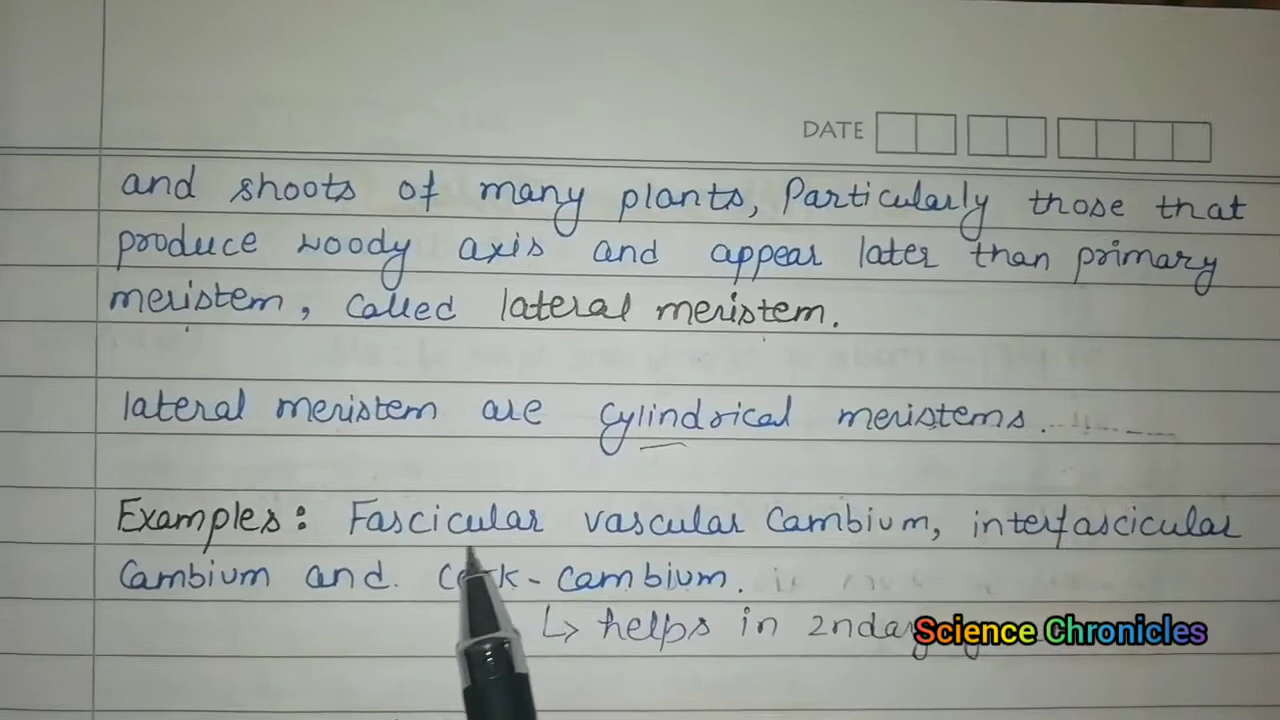 DATE
and shoots of many plants, Particularly those that
produce woody axis and appear later than primary
meristem, called lateral meristem.
lateral meristem are cylindrical meristems.
Examples: Fascicular vascular cambium, interfascicular
Cambium and. Cork-cambium.
↳ helps in 2nda
Science Chronicles